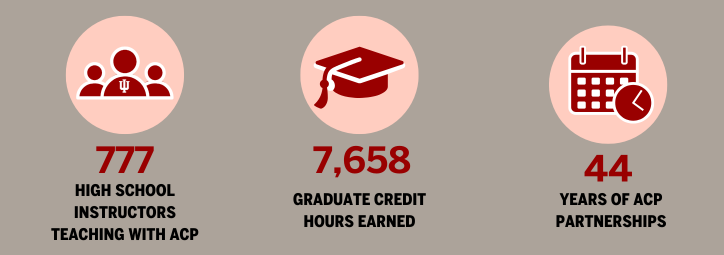 777
HIGH SCHOOL
INSTRUCTORS
TEACHING WITH ACP
7,658
GRADUATE CREDIT
HOURS EARNED
44
YEARS OF ACP
PARTNERSHIPS